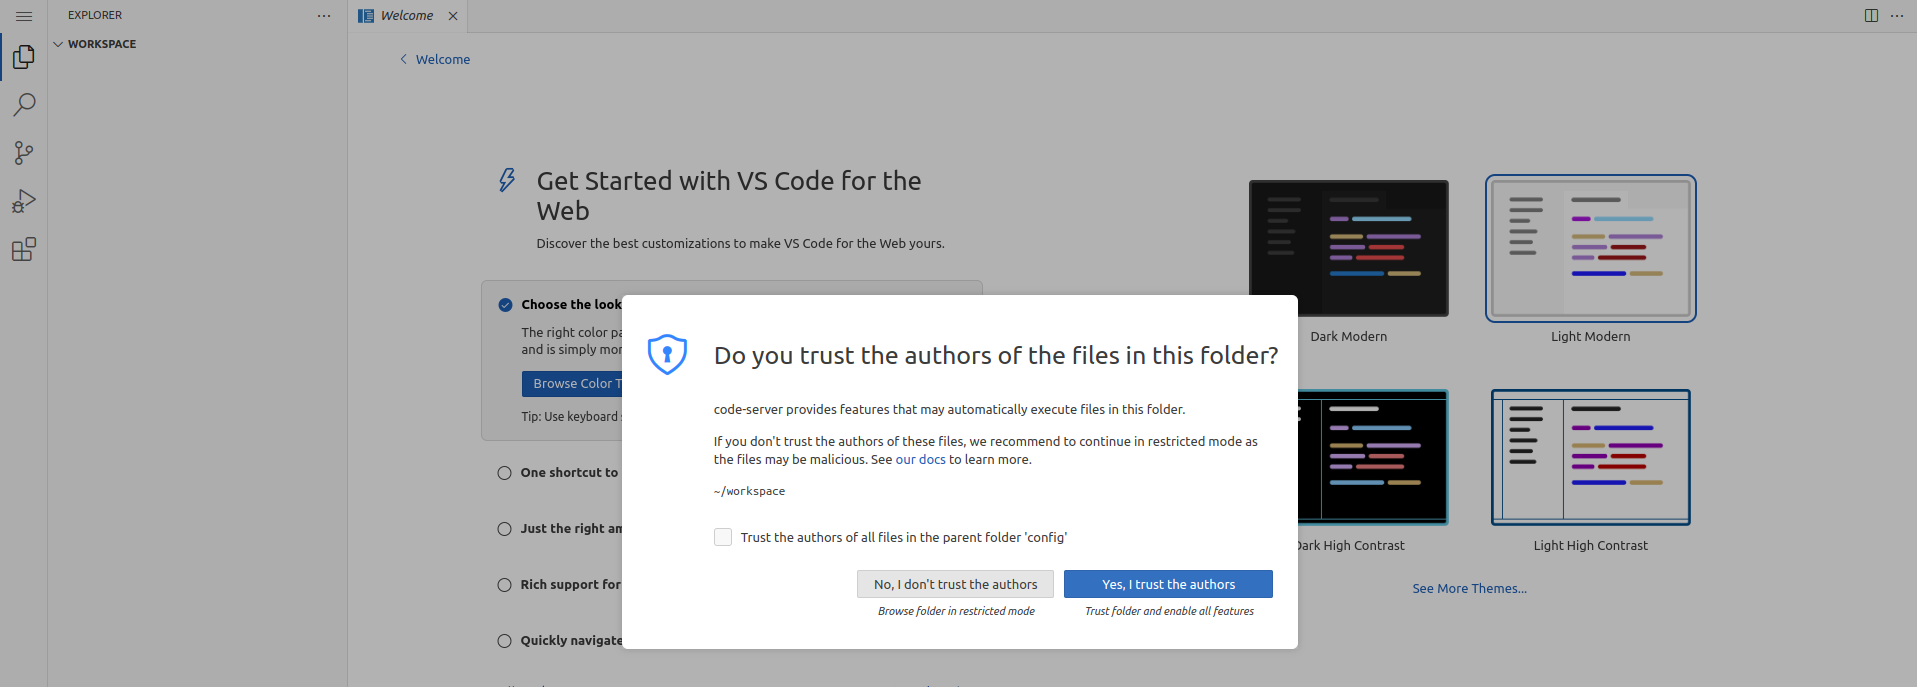 EXPLORER
WORKSPACE
Welcome
Welcome
Get Started with VS Code for the
Web
Discover the best customizations to make VS Code for the Web yours.
Choose the look
The right color pa
and is simply mor
Browse Color T
Tip: Use keyboard
One shortcut to
Just the right am
Rich support for
Quickly navigate
Dark Modern
Light Modern
Dark High Contrast
Light High Contrast
See More Themes...
Do you trust the authors of the files in this folder?
code-server provides features that may automatically execute files in this folder.
If you don't trust the authors of these files, we recommend to continue in restricted mode as
the files may be malicious. See our docs to learn more.
~/workspace
Trust the authors of all files in the parent folder 'config'
No, I don't trust the authors
Yes, I trust the authors
Browse folder in restricted mode
Trust folder and enable all features